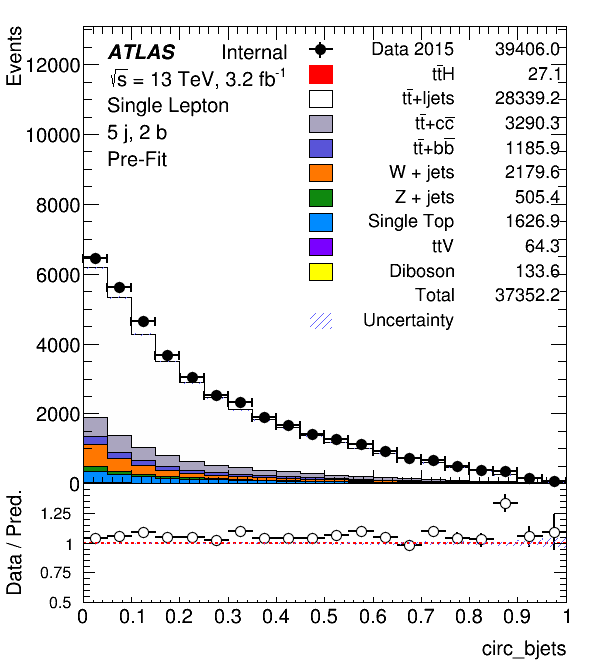 Events
ATLAS Internal
√s = 13 TeV, 3.2 fb⁻¹
Single Lepton
5 j, 2 b
Pre-Fit
Data 2015 39406.0
tt̄H 27.1
tt̄+ljets 28339.2
tt̄+cc̄ 3290.3
tt̄+bb̄ 1185.9
W + jets 2179.6
Z + jets 505.4
Single Top 1626.9
ttV 64.3
Diboson 133.6
Total 37352.2
Uncertainty
12000
10000
8000
6000
4000
2000
0
Data / Pred.
1.25
1
0.75
0.5
0 0.1 0.2 0.3 0.4 0.5 0.6 0.7 0.8 0.9 1
circ_bjets